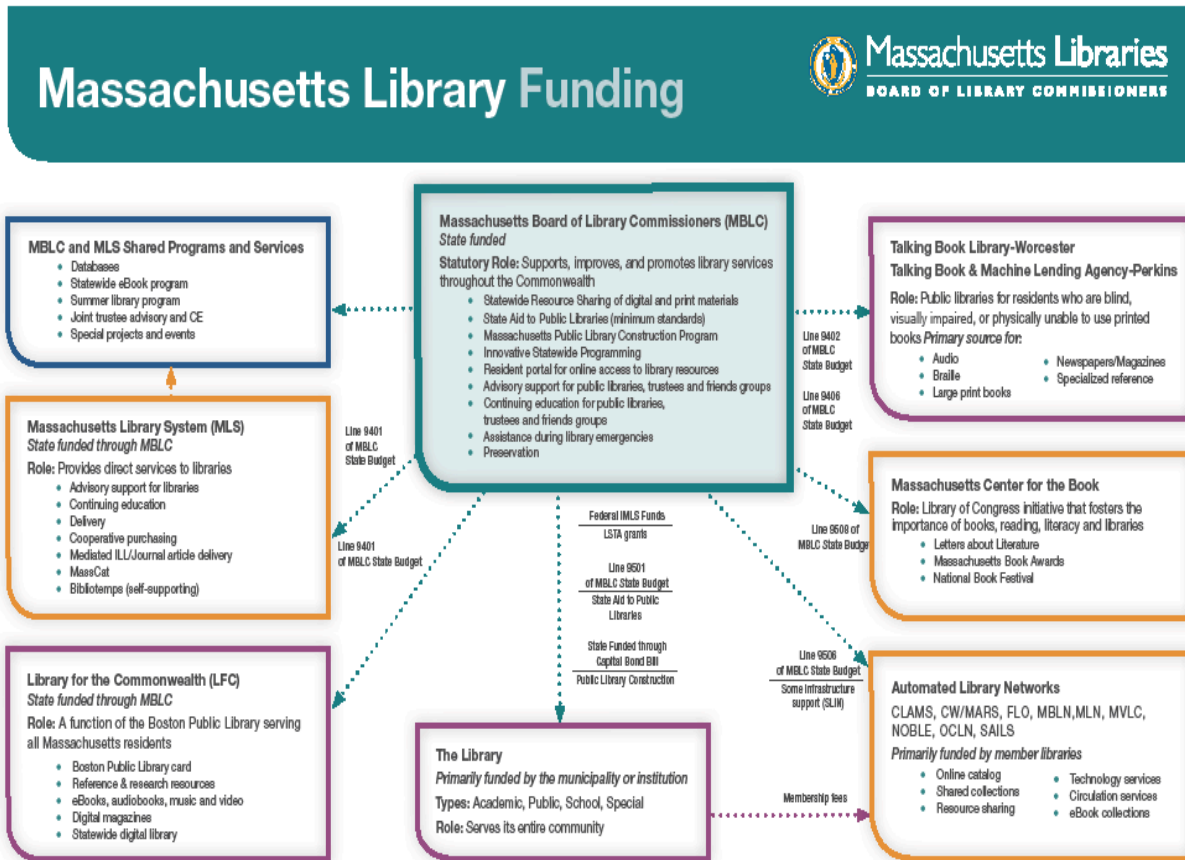 Massachusetts Library Funding
Massachusetts Libraries
BOARD OF LIBRARY COMMISSIONERS
MBLC and MLS Shared Programs and Services
• Databases
• Statewide eBook program
• Summer library program
• Joint trustee advisory and CE
• Special projects and events
Massachusetts Board of Library Commissioners (MBLC)
State funded
Statutory Role: Supports, improves, and promotes library services
throughout the Commonwealth
• Statewide Resource Sharing of digital and print materials
• State Aid to Public Libraries (minimum standards)
• Massachusetts Public Library Construction Program
• Innovative Statewide Programming
• Resident portal for online access to library resources
• Advisory support for public libraries, trustees and friends groups
• Continuing education for public libraries,
trustees and friends groups
• Assistance during library emergencies
• Preservation
Talking Book Library-Worcester
Talking Book & Machine Lending Agency-Perkins
Role: Public libraries for residents who are blind,
visually impaired, or physically unable to use printed
books Primary source for:
• Audio
• Braille
• Large print books
• Newspapers/Magazines
• Specialized reference
Line 9402
of MBLC
State Budget
Line 9406
of MBLC
State Budget
Massachusetts Library System (MLS)
State funded through MBLC
Role: Provides direct services to libraries
• Advisory support for libraries
• Continuing education
• Delivery
• Cooperative purchasing
• Mediated ILL/Journal article delivery
• MassCat
• Bibliotemps (self-supporting)
Line 9401
of MBLC
State Budget
Line 9401
of MBLC State Budget
Federal IMLS Funds
LSTA grants
Line 9501
of MBLC State Budget
State Aid to Public
Libraries
State Funded through
Capital Bond Bill
Public Library Construction
Line 9508 of
MBLC State Budget
Massachusetts Center for the Book
Role: Library of Congress initiative that fosters the
importance of books, reading, literacy and libraries
• Letters about Literature
• Massachusetts Book Awards
• National Book Festival
Library for the Commonwealth (LFC)
State funded through MBLC
Role: A function of the Boston Public Library serving
all Massachusetts residents
• Boston Public Library card
• Reference & research resources
• eBooks, audiobooks, music and video
• Digital magazines
• Statewide digital library
The Library
Primarily funded by the municipality or institution
Types: Academic, Public, School, Special
Role: Serves its entire community
Line 9506
of MBLC State Budget
Some Infrastructure
support (SLIN)
Membership fees
Automated Library Networks
CLAMS, CW/MARS, FLO, MBLN,MLN, MVLC,
NOBLE, OCLN, SAILS
Primarily funded by member libraries
• Online catalog
• Shared collections
• Resource sharing
• Technology services
• Circulation services
• eBook collections